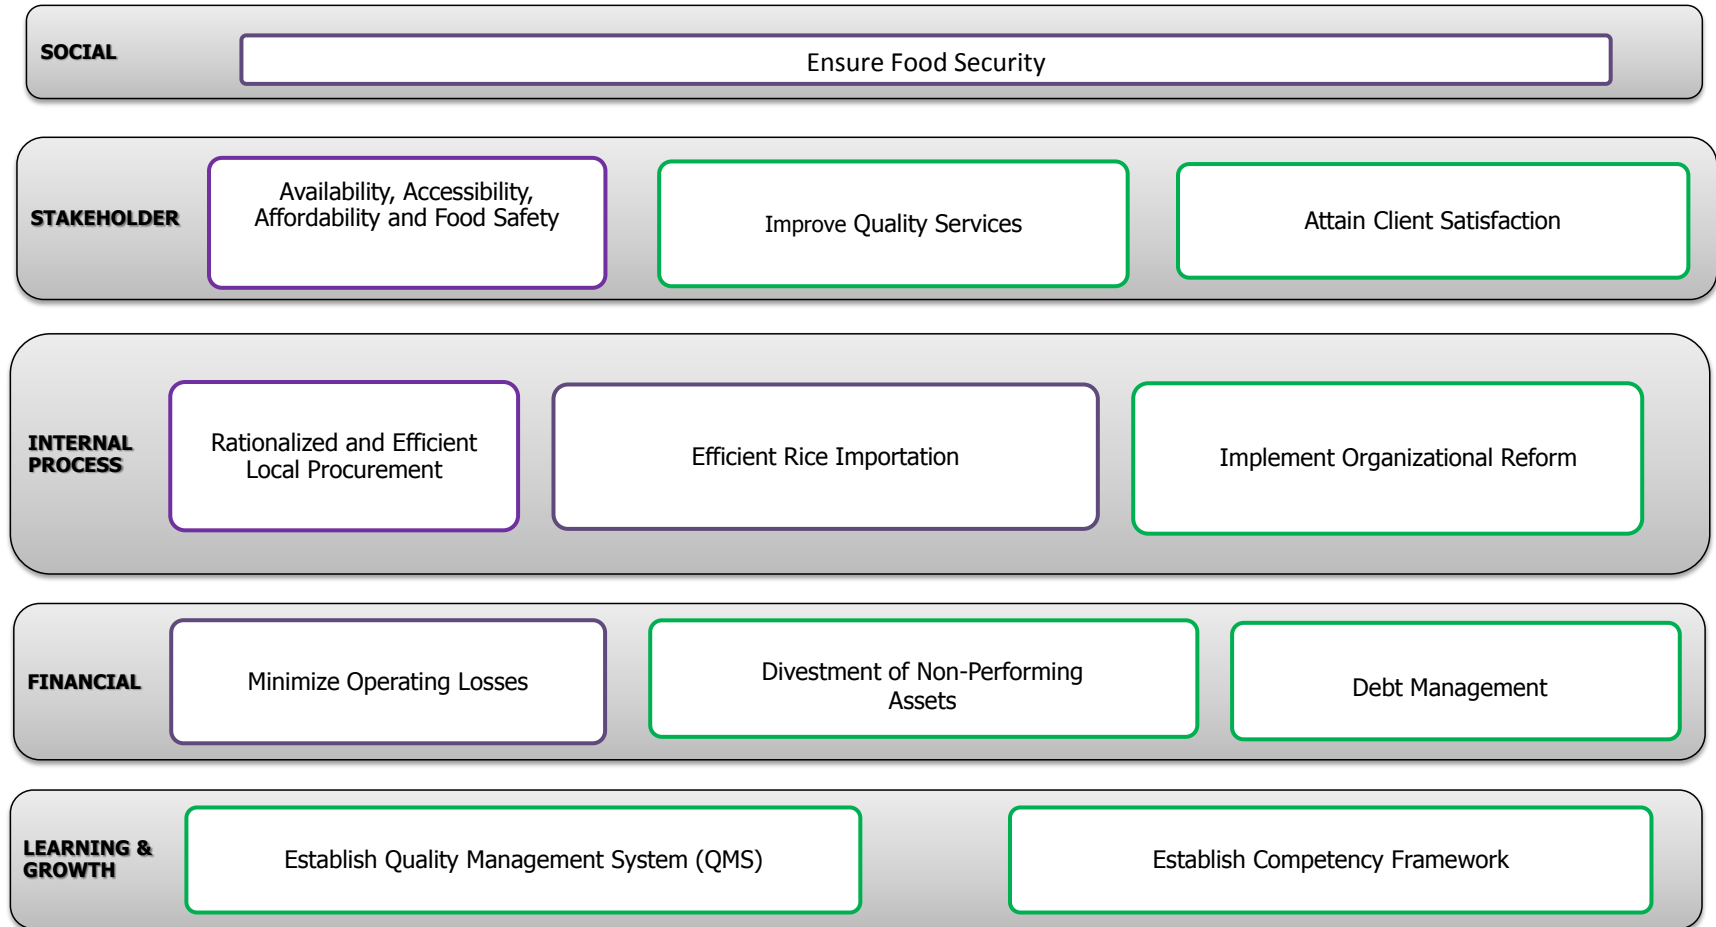 SOCIAL
Ensure Food Security
STAKEHOLDER
Availability, Accessibility,
Affordability and Food Safety
Improve Quality Services
Attain Client Satisfaction
INTERNAL
PROCESS
Rationalized and Efficient
Local Procurement
Efficient Rice Importation
Implement Organizational Reform
FINANCIAL
Minimize Operating Losses
Divestment of Non-Performing
Assets
Debt Management
LEARNING &
GROWTH
Establish Quality Management System (QMS)
Establish Competency Framework